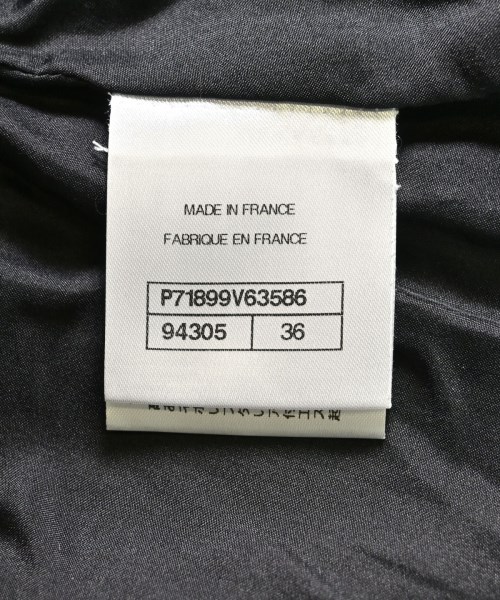 MADE IN FRANCE
FABRIQUE EN FRANCE
P71899V63586
94305 36